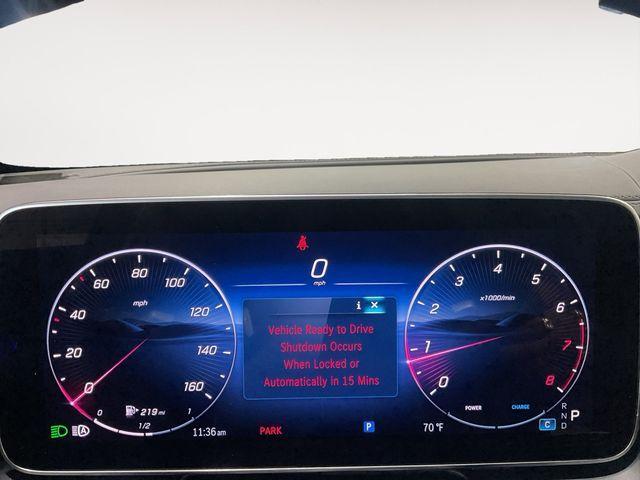 0
mph
i
Vehicle Ready to Drive
Shutdown Occurs
When Locked or
Automatically in 15 Mins
0 20 40 60 80 100 120 140 160
mph
219 mi
0 1/2 1
0 1 2 3 4 5 6 7 8
x1000/min
POWER CHARGE
A
11:36 am
PARK
P
70 °F
C
R
N
D
P